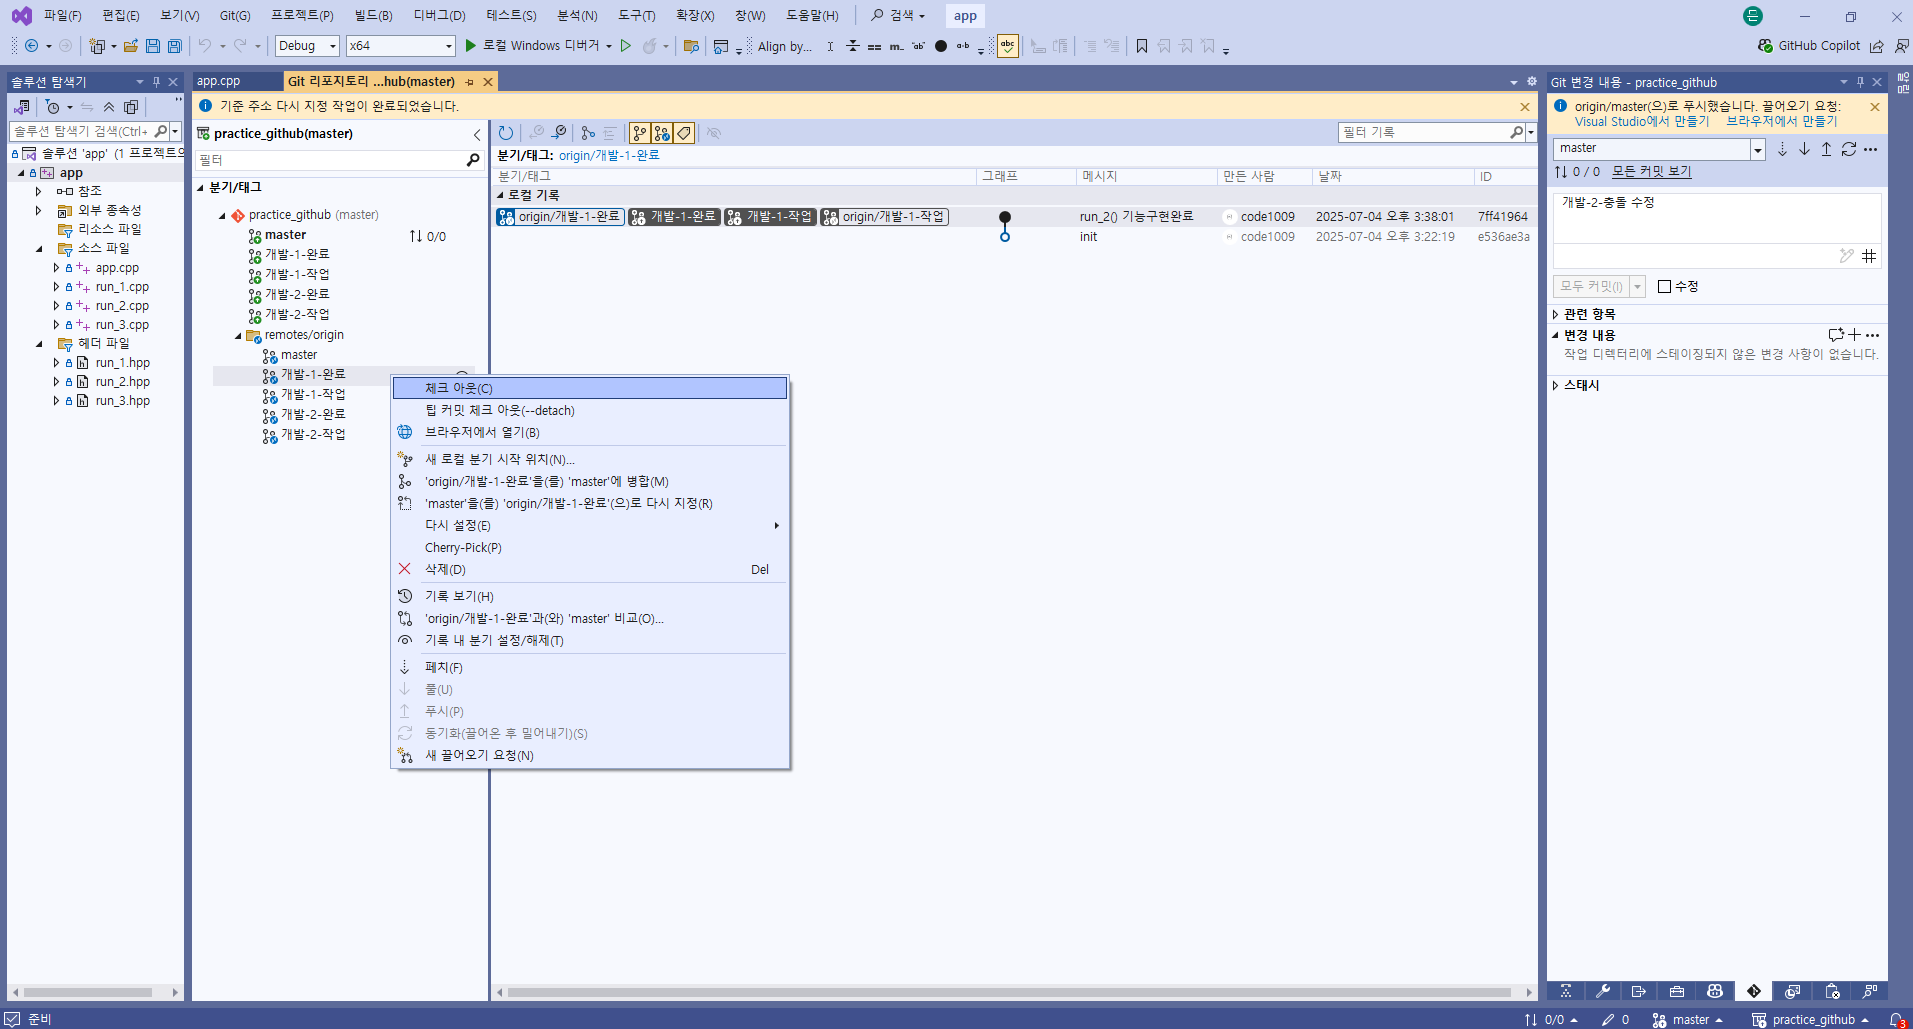 파일(F) 편집(E) 보기(V) Git(G) 프로젝트(P) 빌드(B) 디버그(D) 테스트(S) 분석(N) 도구(T) 확장(X) 창(W) 도움말(H) 검색 app
Debug x64 로컬 Windows 디버거 Align by... GitHub Copilot
솔루션 탐색기
솔루션 탐색기 검색(Ctrl+
솔루션 'app' (1 프로젝트의
app
참조
외부 종속성
리소스 파일
소스 파일
app.cpp
run_1.cpp
run_2.cpp
run_3.cpp
헤더 파일
run_1.hpp
run_2.hpp
run_3.hpp
app.cpp Git 리포지토리 ...hub(master)
기준 주소 다시 지정 작업이 완료되었습니다.
practice_github(master)
필터
분기/태그
practice_github (master)
master 0/0
개발-1-완료
개발-1-작업
개발-2-완료
개발-2-작업
remotes/origin
master
개발-1-완료
개발-1-작업
개발-2-완료
개발-2-작업
필터 기록
분기/태그: origin/개발-1-완료
분기/태그 그래프 메시지 만든 사람 날짜 ID
로컬 기록
origin/개발-1-완료 개발-1-완료 개발-1-작업 origin/개발-1-작업 run_2() 기능구현완료 code1009 2025-07-04 오후 3:38:01 7ff41964
init code1009 2025-07-04 오후 3:22:19 e536ae3a
체크 아웃(C)
팁 커밋 체크 아웃(--detach)
브라우저에서 열기(B)
새 로컬 분기 시작 위치(N)...
'origin/개발-1-완료'을(를) 'master'에 병합(M)
'master'을(를) 'origin/개발-1-완료'(으)로 다시 지정(R)
다시 설정(E)
Cherry-Pick(P)
삭제(D) Del
기록 보기(H)
'origin/개발-1-완료'과(와) 'master' 비교(O)...
기록 내 분기 설정/해제(T)
페치(F)
풀(U)
푸시(P)
동기화(끌어온 후 밀어내기)(S)
새 끌어오기 요청(N)
Git 변경 내용 - practice_github
origin/master(으)로 푸시했습니다. 끌어오기 요청:
Visual Studio에서 만들기 브라우저에서 만들기
master
0 / 0 모든 커밋 보기
개발-2-충돌 수정
모두 커밋(I) 수정
관련 항목
변경 내용
작업 디렉터리에 스테이징되지 않은 변경 사항이 없습니다.
스태시
알림
준비 0/0 0 master practice_github 3